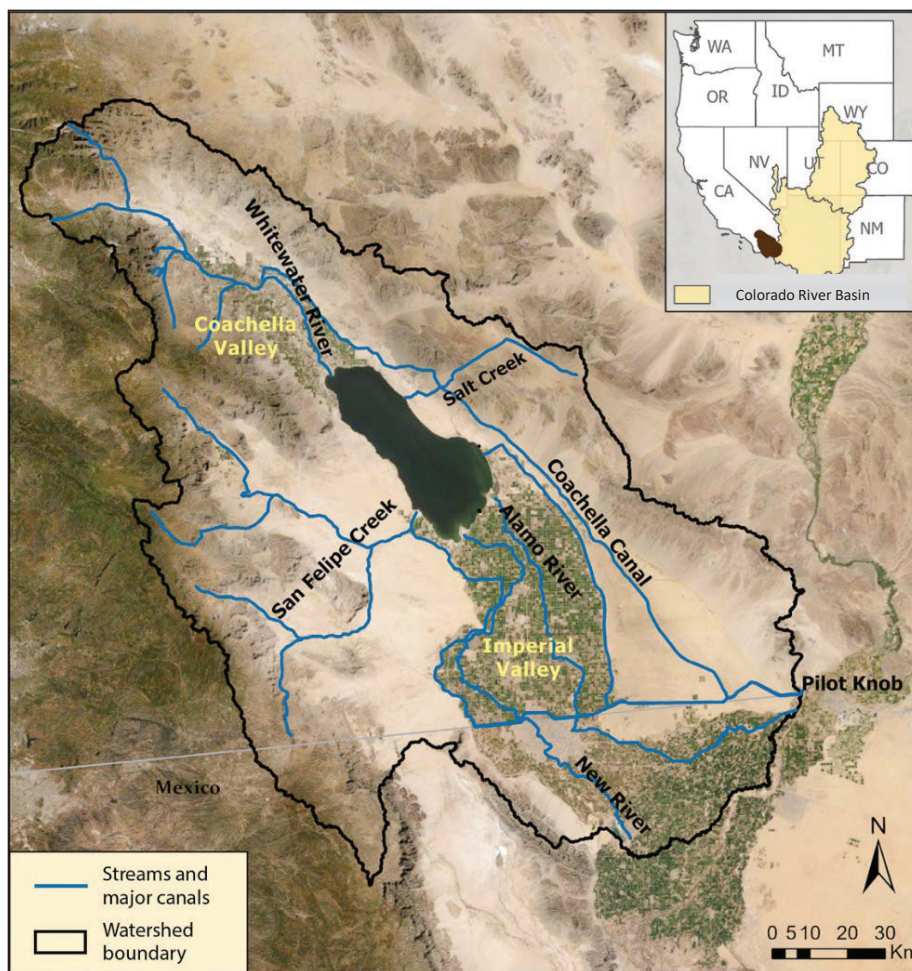 WA
MT
OR
ID
WY
NV
UT
CO
CA
NM
Colorado River Basin
Whitewater River
Coachella
Valley
Salt Creek
Coachella Canal
Alamo River
San Felipe Creek
Imperial
Valley
Pilot Knob
New River
Mexico
Streams and
major canals
Watershed
boundary
N
0 5 10 20 30
Km